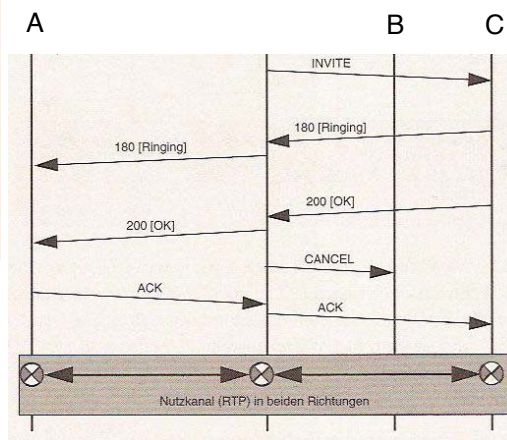 A B C
INVITE
180 [Ringing]
180 [Ringing]
200 [OK]
200 [OK]
CANCEL
ACK
ACK
Nutzkanal (RTP) in beiden Richtungen